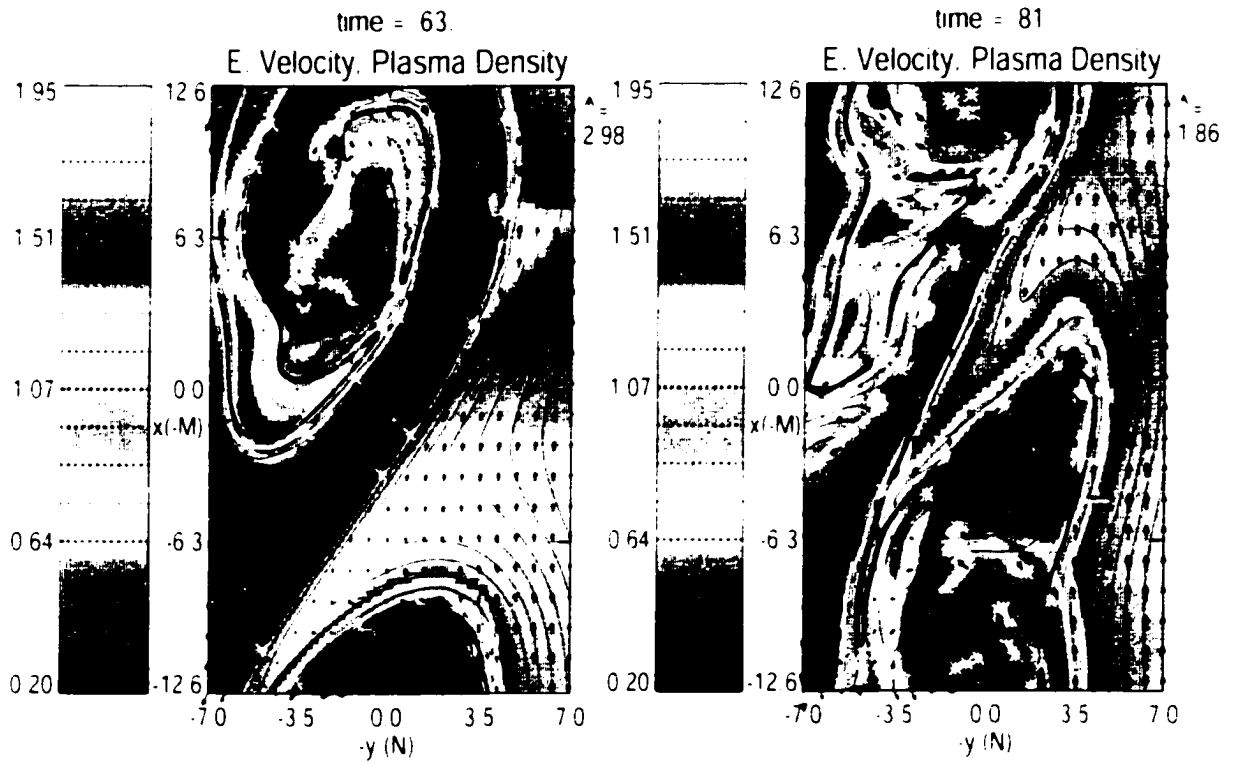 time = 63.
E. Velocity. Plasma Density
1 95
1 51
1 07
0 64
0 20
12 6
6 3
0 0
x(-M)
-6 3
-12 6
-7 0 -3 5 0 0 3 5 7 0
-y (N)
^ =
2 98
time = 81
E. Velocity. Plasma Density
1 95
1 51
1 07
0 64
0 20
12 6
6 3
0 0
x(-M)
-6 3
-12 6
-7 0 -3 5 0 0 3 5 7 0
-y (N)
^ =
1 86